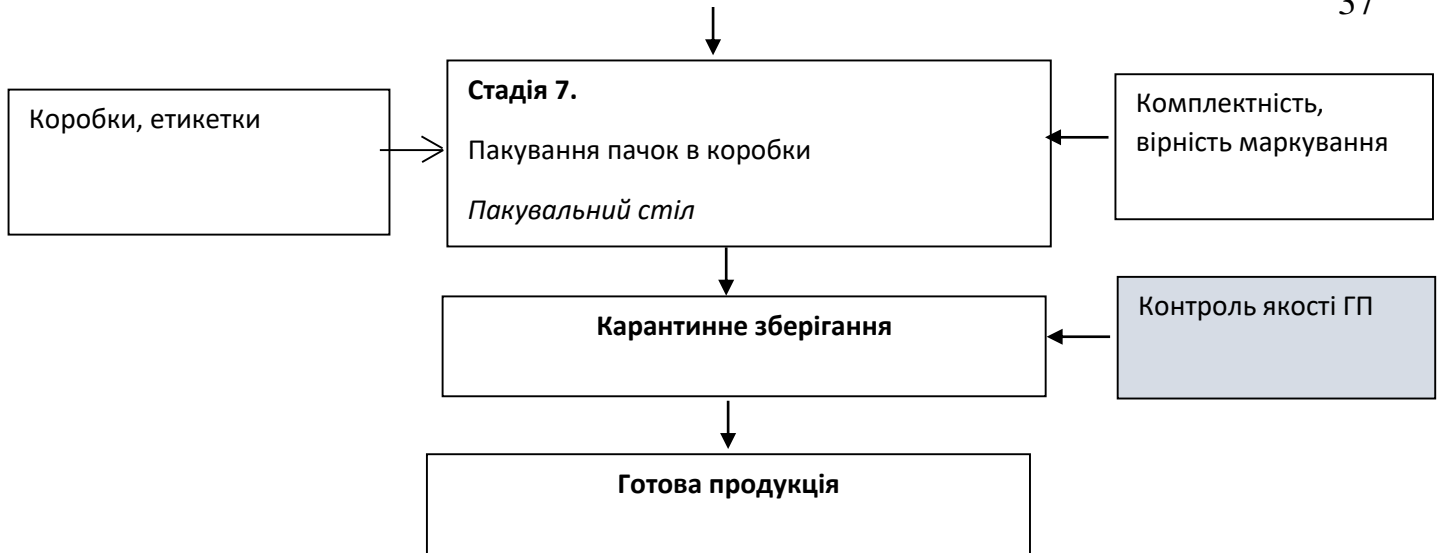 37
Коробки, етикетки
Стадія 7.
Пакування пачок в коробки
Пакувальний стіл
Комплектність,
вірність маркування
Карантинне зберігання
Контроль якості ГП
Готова продукція